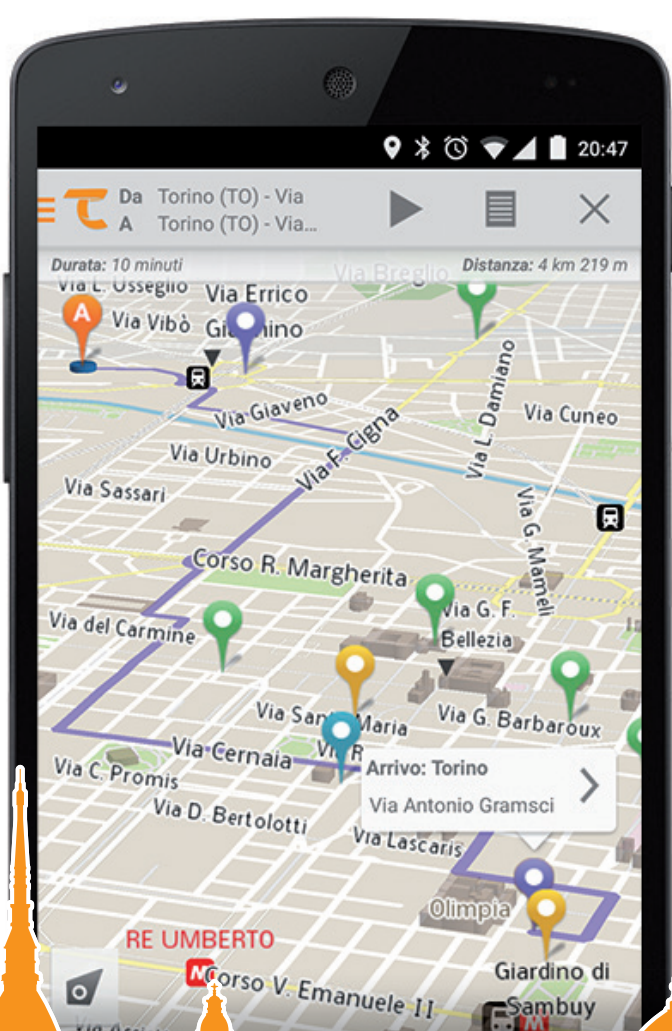 20:47
Da Torino (TO) - Via
A Torino (TO) - Via...
Durata: 10 minuti
Distanza: 4 km 219 m
Via Breglio
Via L. Usseglio
Via Errico
Via Vibò
A
Via L. Damiano
Via Giaveno
Via F. Cigna
Via Cuneo
Via Urbino
Via Sassari
Via G. Mameli
Corso R. Margherita
Via del Carmine
Via G. F.
Bellezia
Via Santa Maria
Via G. Barbaroux
Via Cernaia
Via C. Promis
Arrivo: Torino
Via Antonio Gramsci
Via D. Bertolotti
Via Lascaris
Olimpia
RE UMBERTO
M
Corso V. Emanuele II
Giardino di
Sambuy
M